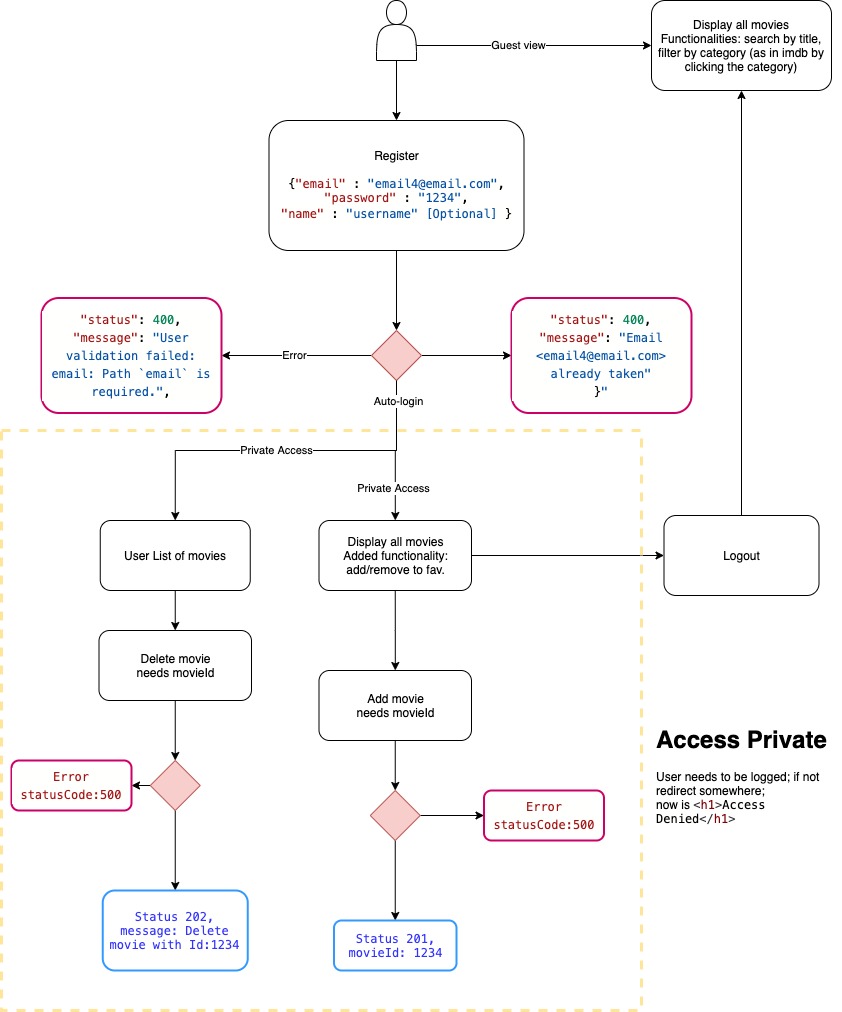 Guest view
Display all movies
Functionalities: search by title,
filter by category (as in imdb by
clicking the category)
Register
{"email" : "email4@email.com",
"password" : "1234",
"name" : "username" [Optional] }
"status": 400,
"message": "User
validation failed:
email: Path `email` is
required.",
Error
"status": 400,
"message": "Email
<email4@email.com>
already taken"
}"
Auto-login
Private Access
Private Access
User List of movies
Display all movies
Added functionality:
add/remove to fav.
Logout
Delete movie
needs movieId
Add movie
needs movieId
Access Private
User needs to be logged; if not
redirect somewhere;
now is <h1>Access
Denied</h1>
Error
statusCode:500
Error
statusCode:500
Status 202,
message: Delete
movie with Id:1234
Status 201,
movieId: 1234